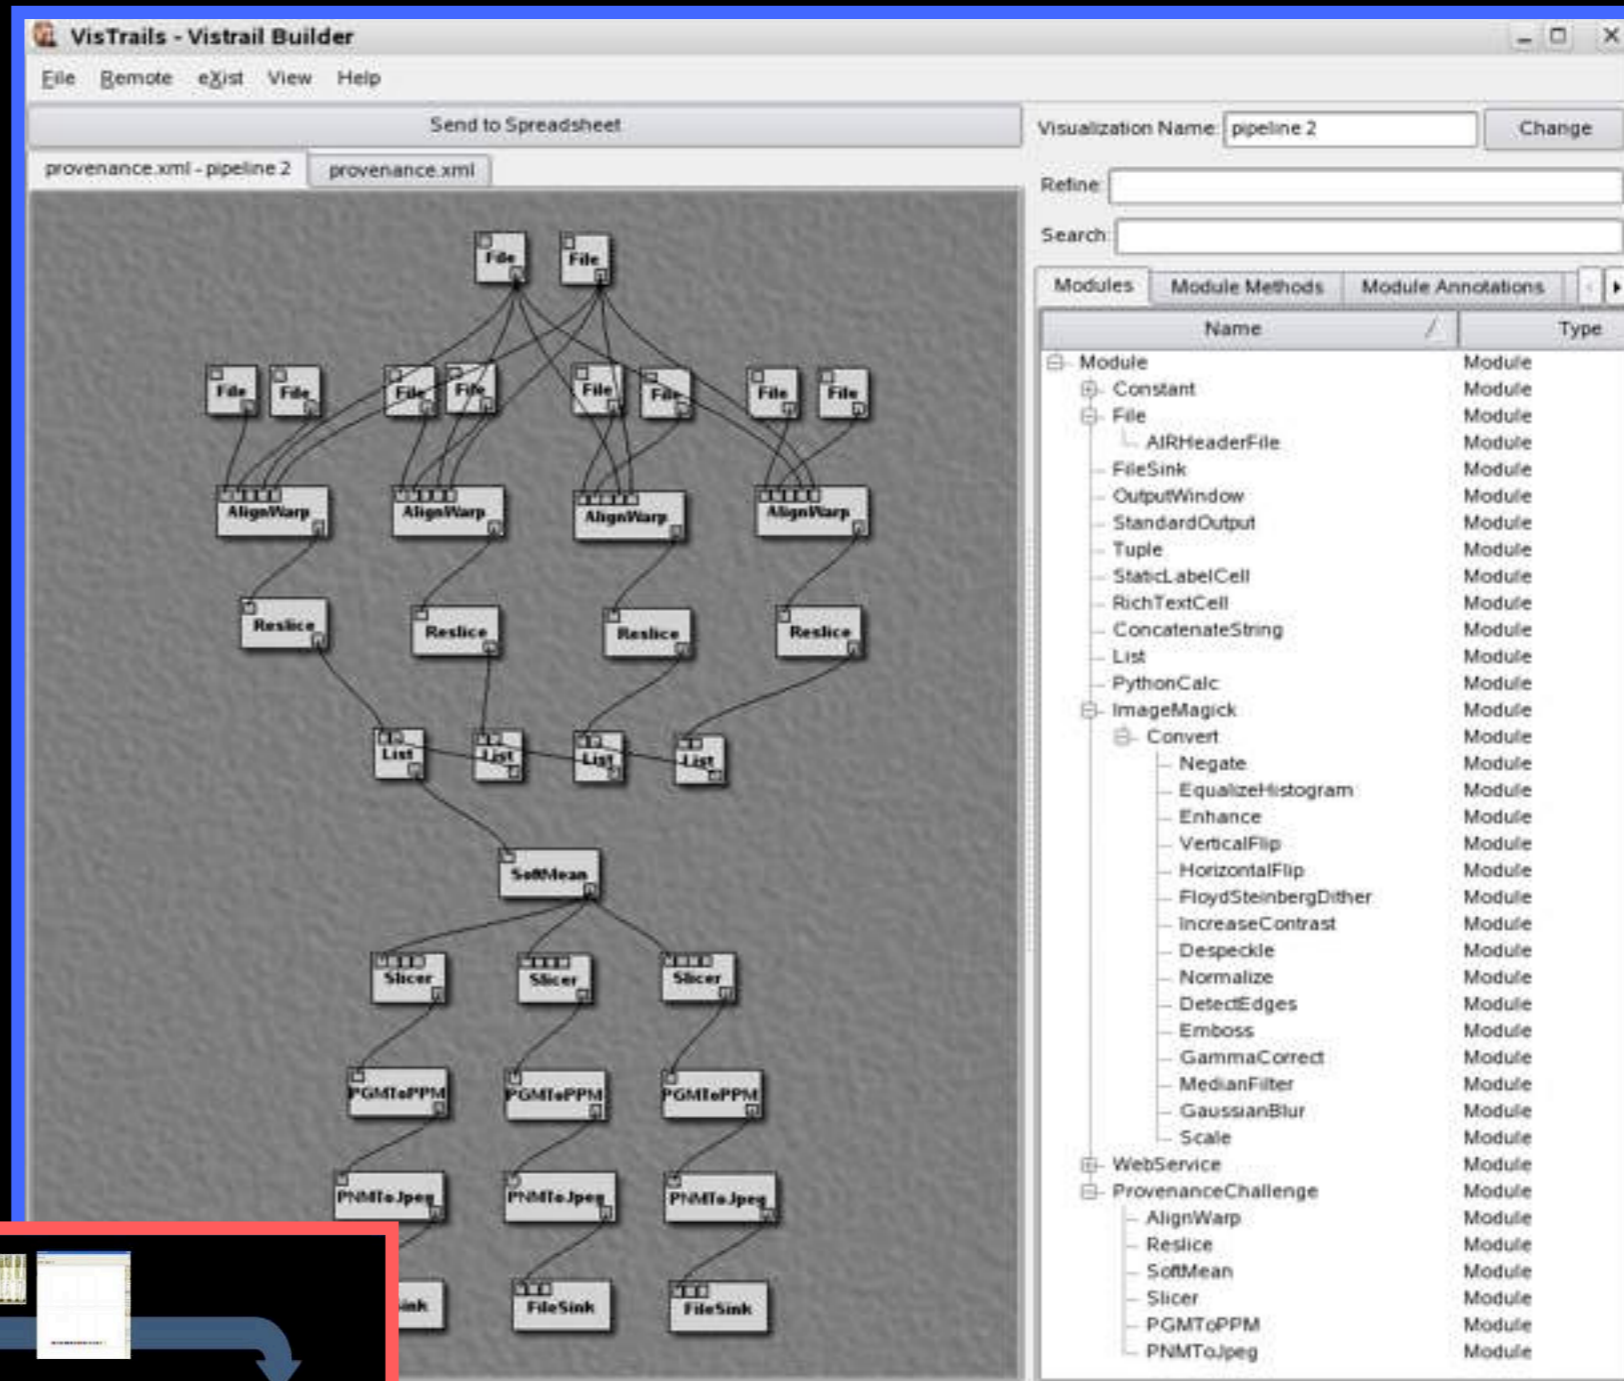 VisTrails - Vistrail Builder
File Remote eXist View Help
Send to Spreadsheet
provenance.xml - pipeline 2 provenance.xml
File File
File File File File File File File File
AlignWarp AlignWarp AlignWarp AlignWarp
Reslice Reslice Reslice Reslice
List List List List
SoftMean
Slicer Slicer Slicer
PGMToPPM PGMToPPM PGMToPPM
PNMToJpeg PNMToJpeg PNMToJpeg
FileSink FileSink
Visualization Name: pipeline 2 Change
Refine:
Search:
Modules Module Methods Module Annotations
Name Type
Module Module
Constant Module
File Module
AIRHeaderFile Module
FileSink Module
OutputWindow Module
StandardOutput Module
Tuple Module
StaticLabelCell Module
RichTextCell Module
ConcatenateString Module
List Module
PythonCalc Module
ImageMagick Module
Convert Module
Negate Module
EqualizeHistogram Module
Enhance Module
VerticalFlip Module
HorizontalFlip Module
FloydSteinbergDither Module
IncreaseContrast Module
Despeckle Module
Normalize Module
DetectEdges Module
Emboss Module
GammaCorrect Module
MedianFilter Module
GaussianBlur Module
Scale Module
WebService Module
ProvenanceChallenge Module
AlignWarp Module
Reslice Module
SoftMean Module
Slicer Module
PGMToPPM Module
PNMToJpeg Module